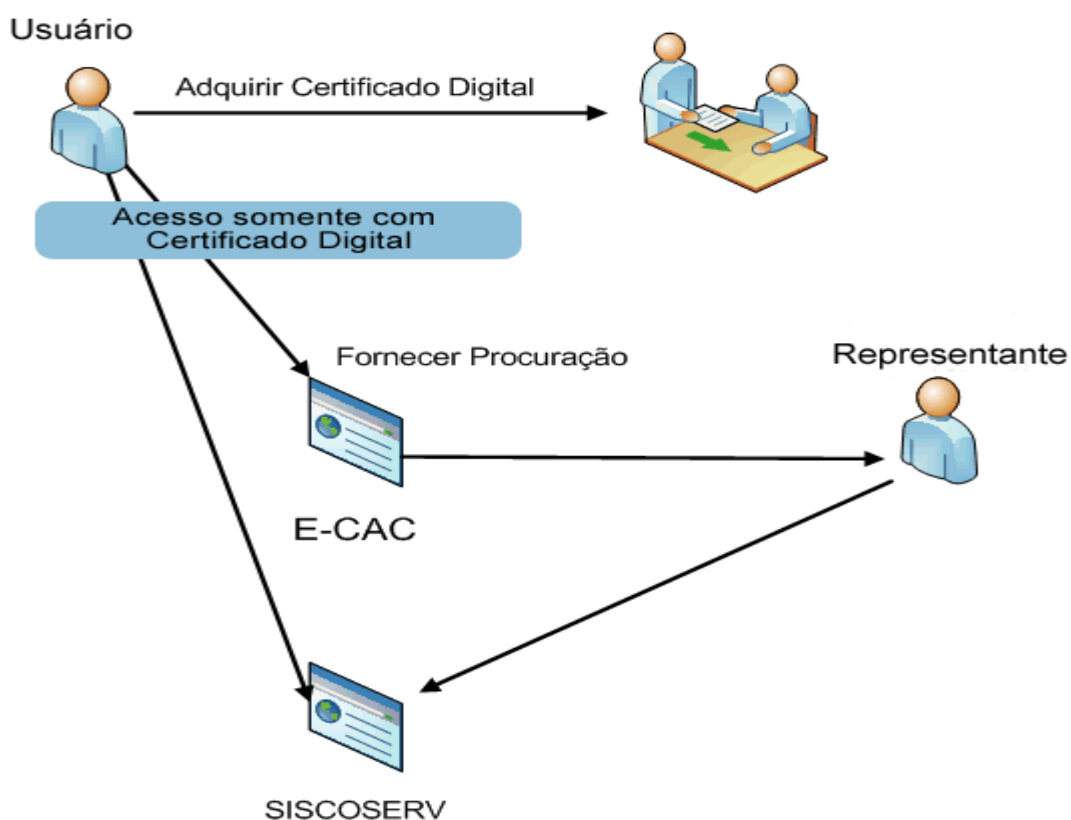 Usuário
Adquirir Certificado Digital
Acesso somente com
Certificado Digital
Fornecer Procuração
Representante
E-CAC
SISCOSERV